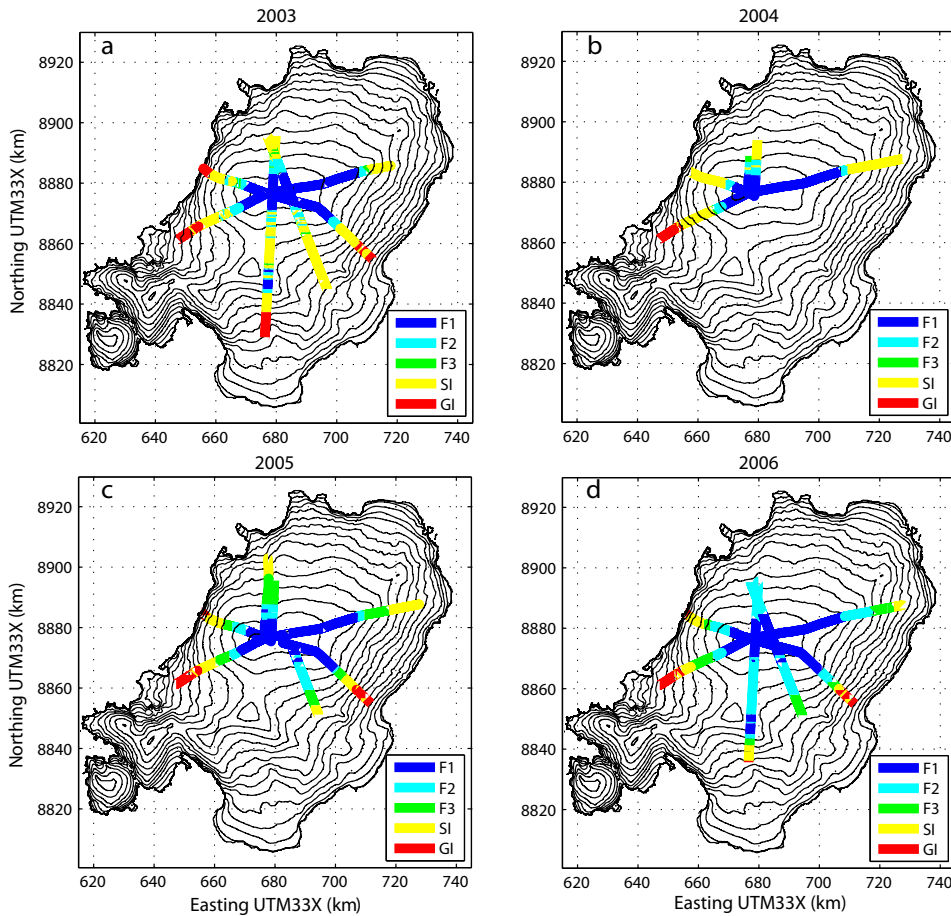 2003
2004
a
b
8920
8900
8880
8860
8840
8820
Northing UTM33X (km)
F1
F2
F3
SI
GI
620 640 660 680 700 720 740
8920
8900
8880
8860
8840
8820
F1
F2
F3
SI
GI
620 640 660 680 700 720 740
2005
2006
c
d
8920
8900
8880
8860
8840
8820
Northing UTM33X (km)
F1
F2
F3
SI
GI
620 640 660 680 700 720 740
Easting UTM33X (km)
8920
8900
8880
8860
8840
8820
F1
F2
F3
SI
GI
620 640 660 680 700 720 740
Easting UTM33X (km)